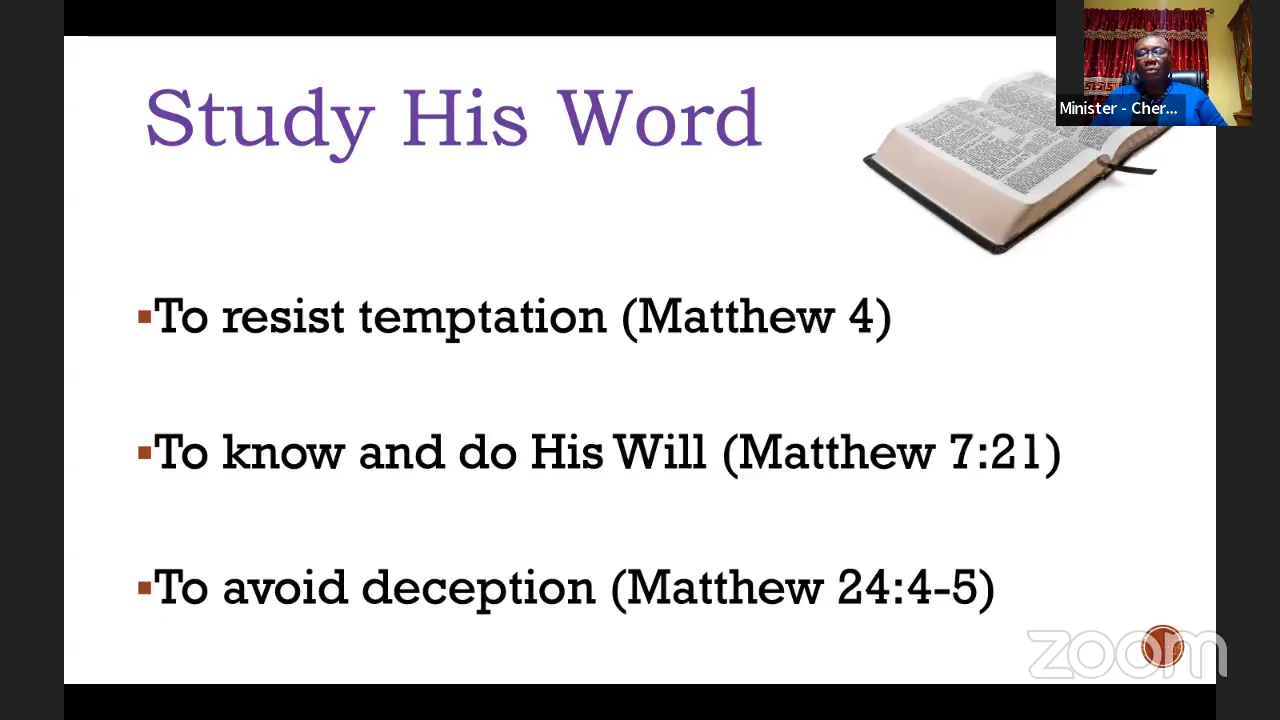 Study His Word
Minister - Cher...
▪To resist temptation (Matthew 4)
▪To know and do His Will (Matthew 7:21)
▪To avoid deception (Matthew 24:4-5)
zoom